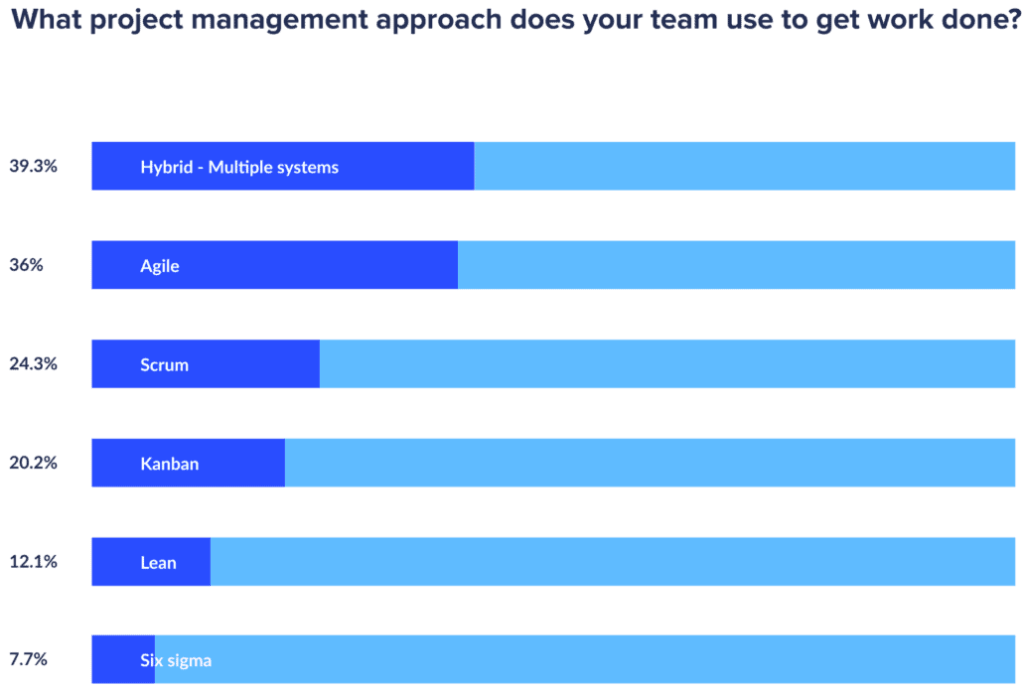 What project management approach does your team use to get work done?
39.3% Hybrid - Multiple systems
36% Agile
24.3% Scrum
20.2% Kanban
12.1% Lean
7.7% Six sigma